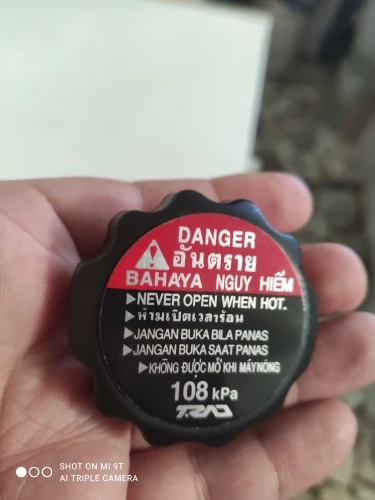 DANGER
อันตราย
BAHAYA NGUY HIỂM
▶NEVER OPEN WHEN HOT.
▶ห้ามเปิดเวลาร้อน
▶JANGAN BUKA BILA PANAS
▶JANGAN BUKA SAAT PANAS
▶KHÔNG ĐƯỢC MỞ KHI MÁY NÓNG
108 kPa
T.RAD
SHOT ON MI 9T
AI TRIPLE CAMERA